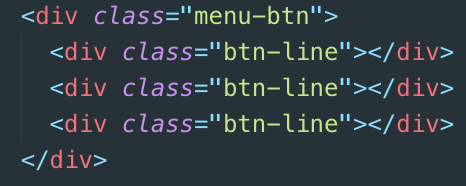 <div class="menu-btn">
  <div class="btn-line"></div>
  <div class="btn-line"></div>
  <div class="btn-line"></div>
</div>